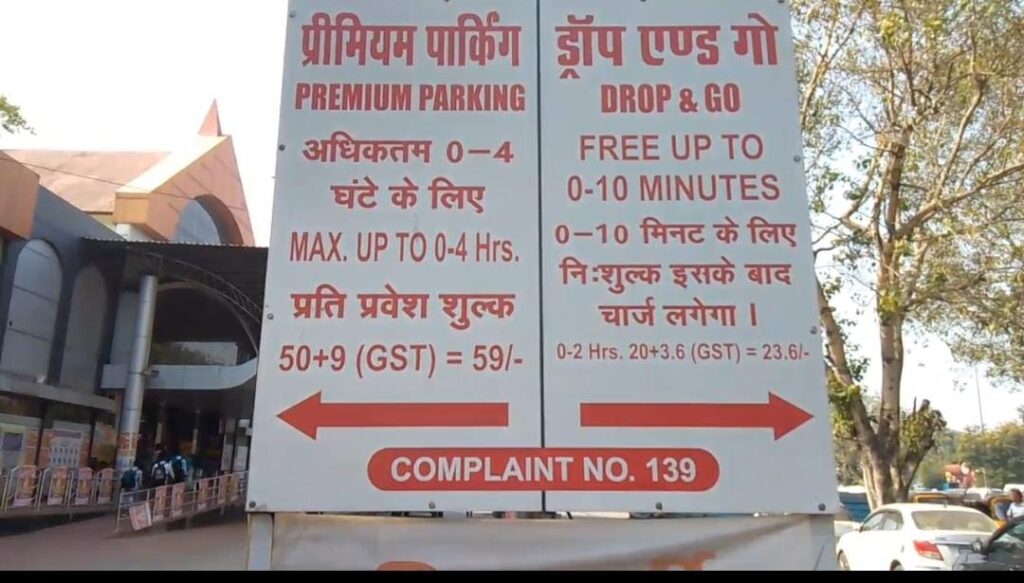 प्रीमियम पार्किंग
PREMIUM PARKING
अधिकतम 0–4
घंटे के लिए
MAX. UP TO 0-4 Hrs.
प्रति प्रवेश शुल्क
50+9 (GST) = 59/-
ड्रॉप एण्ड गो
DROP & GO
FREE UP TO
0-10 MINUTES
0–10 मिनट के लिए
नि:शुल्क इसके बाद
चार्ज लगेगा ।
0-2 Hrs. 20+3.6 (GST) = 23.6/-
COMPLAINT NO. 139